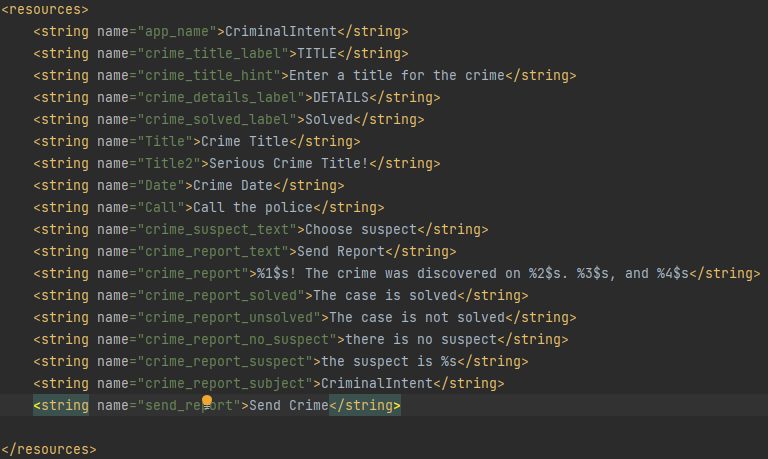 <resources>
<string name="app_name">CriminalIntent</string>
<string name="crime_title_label">TITLE</string>
<string name="crime_title_hint">Enter a title for the crime</string>
<string name="crime_details_label">DETAILS</string>
<string name="crime_solved_label">Solved</string>
<string name="Title">Crime Title</string>
<string name="Title2">Serious Crime Title!</string>
<string name="Date">Crime Date</string>
<string name="Call">Call the police</string>
<string name="crime_suspect_text">Choose suspect</string>
<string name="crime_report_text">Send Report</string>
<string name="crime_report">%1$s! The crime was discovered on %2$s. %3$s, and %4$s</string>
<string name="crime_report_solved">The case is solved</string>
<string name="crime_report_unsolved">The case is not solved</string>
<string name="crime_report_no_suspect">there is no suspect</string>
<string name="crime_report_suspect">the suspect is %s</string>
<string name="crime_report_subject">CriminalIntent</string>
<string name="send_report">Send Crime</string>
</resources>